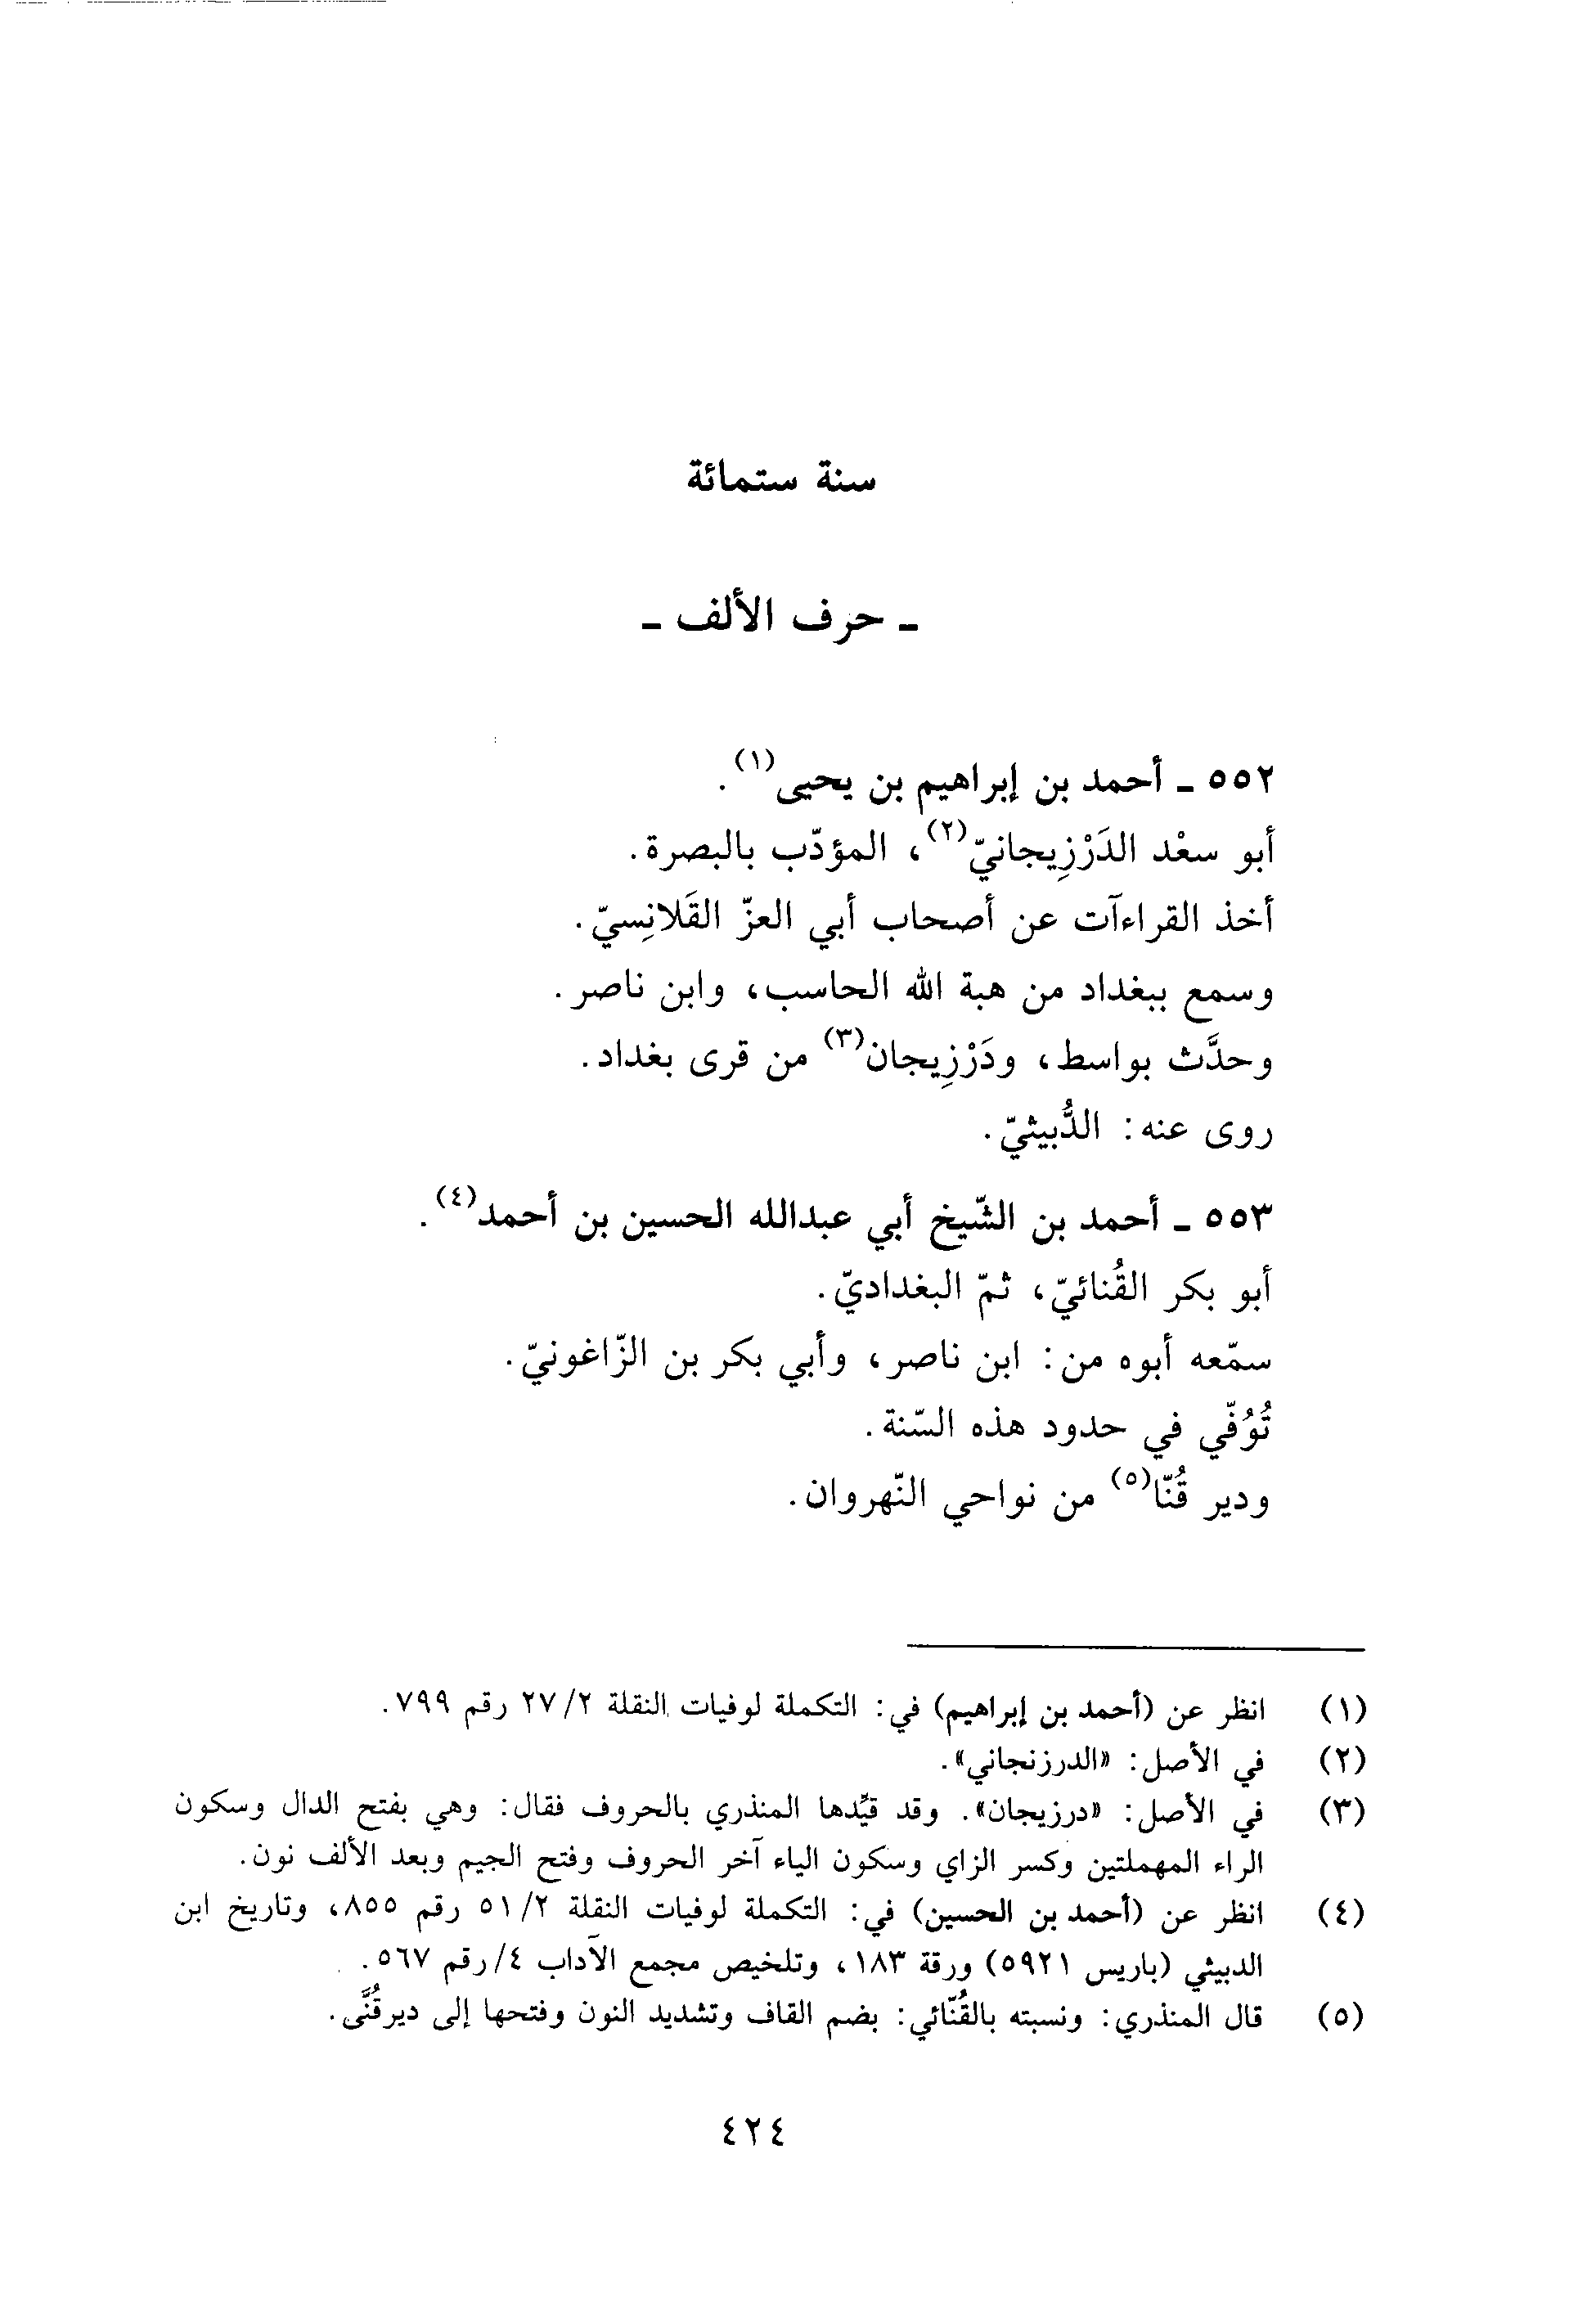 سنة ستمائة
ـ حرف الألف ـ
٥٥٢ ـ أحمد بن إبراهيم بن يحيى(١).
أبو سعْد الدَرْزِيجانيّ(٢)، المؤدّب بالبصرة.
أخذ القراءآت عن أصحاب أبي العزّ القَلانِسيّ.
وسمع ببغداد من هبة الله الحاسب، وابن ناصر.
وحدَّث بواسط، ودَرْزِيجان(٣) من قرى بغداد.
روى عنه: الدُّبيثيّ.
٥٥٣ ـ أحمد بن الشّيخ أبي عبدالله الحسين بن أحمد(٤).
أبو بكر القُنائيّ، ثمّ البغداديّ.
سمّعه أبوه من: ابن ناصر، وأبي بكر بن الزّاغونيّ.
تُوُفّي في حدود هذه السّنة.
ودير قُنّا(٥) من نواحي النّهروان.
(١) انظر عن (أحمد بن إبراهيم) في: التكملة لوفيات النقلة ٢٧/٢ رقم ٧٩٩.
(٢) في الأصل: «الدرزنجاني».
(٣) في الأصل: «درزيجان». وقد قيِّدها المنذري بالحروف فقال: وهي بفتح الدال وسكون
الراء المهملتين وكسر الزاي وسكون الياء آخر الحروف وفتح الجيم وبعد الألف نون.
(٤) انظر عن (أحمد بن الحسين) في: التكملة لوفيات النقلة ٥١/٢ رقم ٨٥٥، وتاريخ ابن
الدبيثي (باريس ٥٩٢١) ورقة ١٨٣، وتلخيص مجمع الآداب ٤/رقم ٥٦٧.
(٥) قال المنذري: ونسبته بالقُنّائي: بضم القاف وتشديد النون وفتحها إلى ديرقُنَّى.
٤٢٤